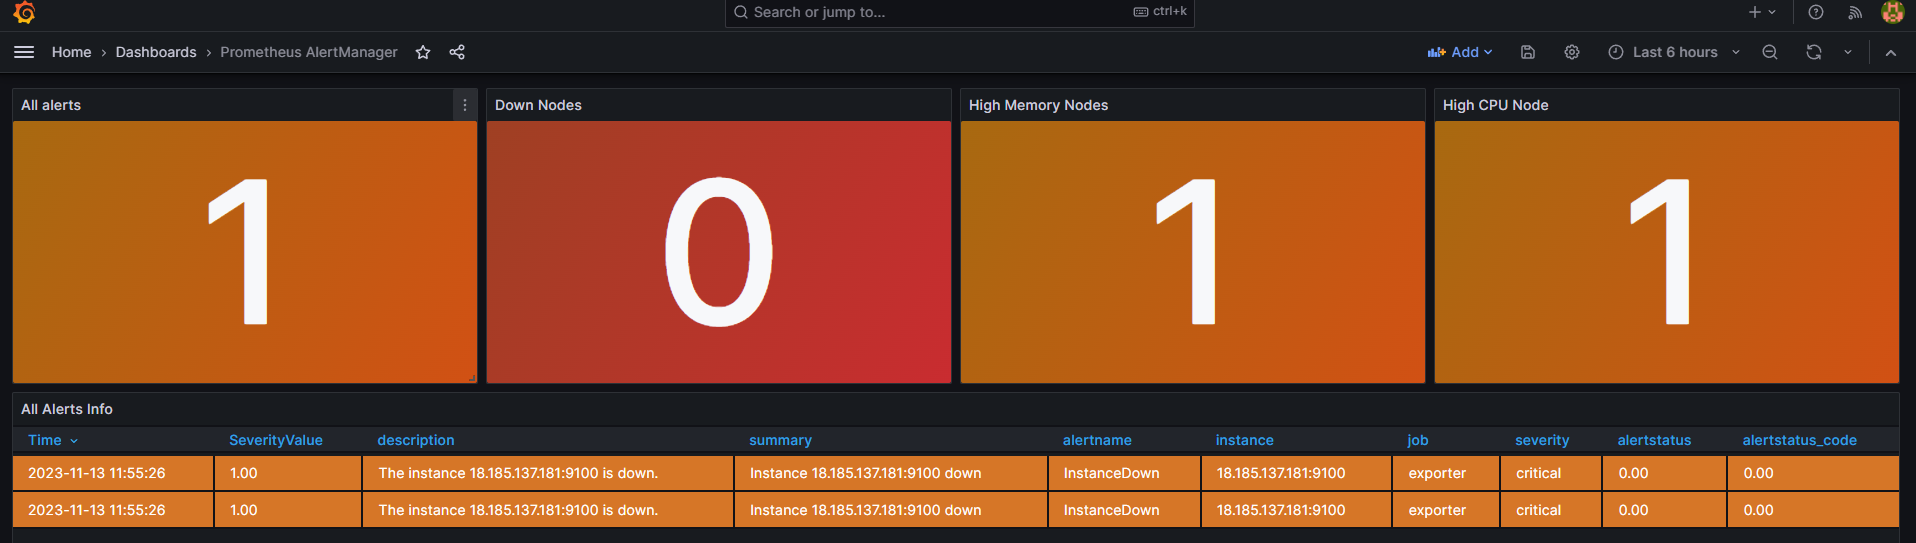 Search or jump to...
ctrl+k
Home › Dashboards › Prometheus AlertManager
Add
Last 6 hours
All alerts
Down Nodes
High Memory Nodes
High CPU Node
1
0
1
1
All Alerts Info
Time SeverityValue description summary alertname instance job severity alertstatus alertstatus_code
2023-11-13 11:55:26 1.00 The instance 18.185.137.181:9100 is down. Instance 18.185.137.181:9100 down InstanceDown 18.185.137.181:9100 exporter critical 0.00 0.00
2023-11-13 11:55:26 1.00 The instance 18.185.137.181:9100 is down. Instance 18.185.137.181:9100 down InstanceDown 18.185.137.181:9100 exporter critical 0.00 0.00